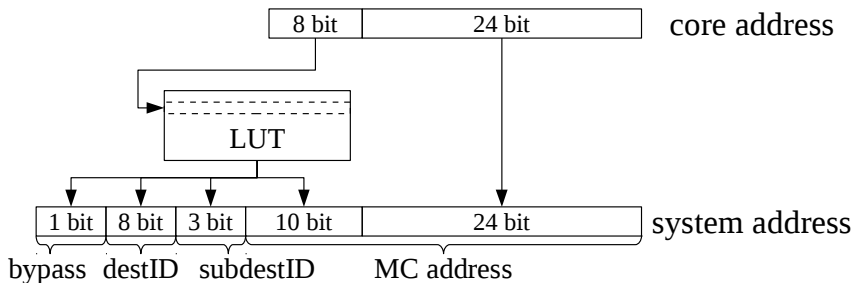 8 bit 24 bit core address
LUT
1 bit 8 bit 3 bit 10 bit 24 bit system address
bypass destID subdestID MC address